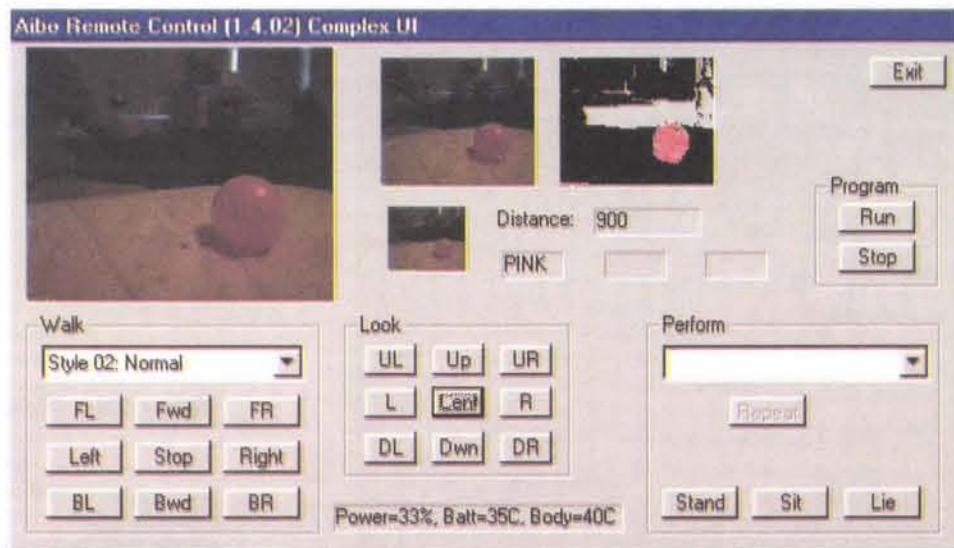 Aibo Remote Control (1.4.02) Complex UI
Exit
Distance: 900
PINK
Program
Run
Stop
Walk
Style 02: Normal
FL Fwd FR
Left Stop Right
BL Bwd BR
Look
UL Up UR
L Cent R
DL Dwn DR
Power=33%, Batt=35C, Body=40C
Perform
Repeat
Stand Sit Lie